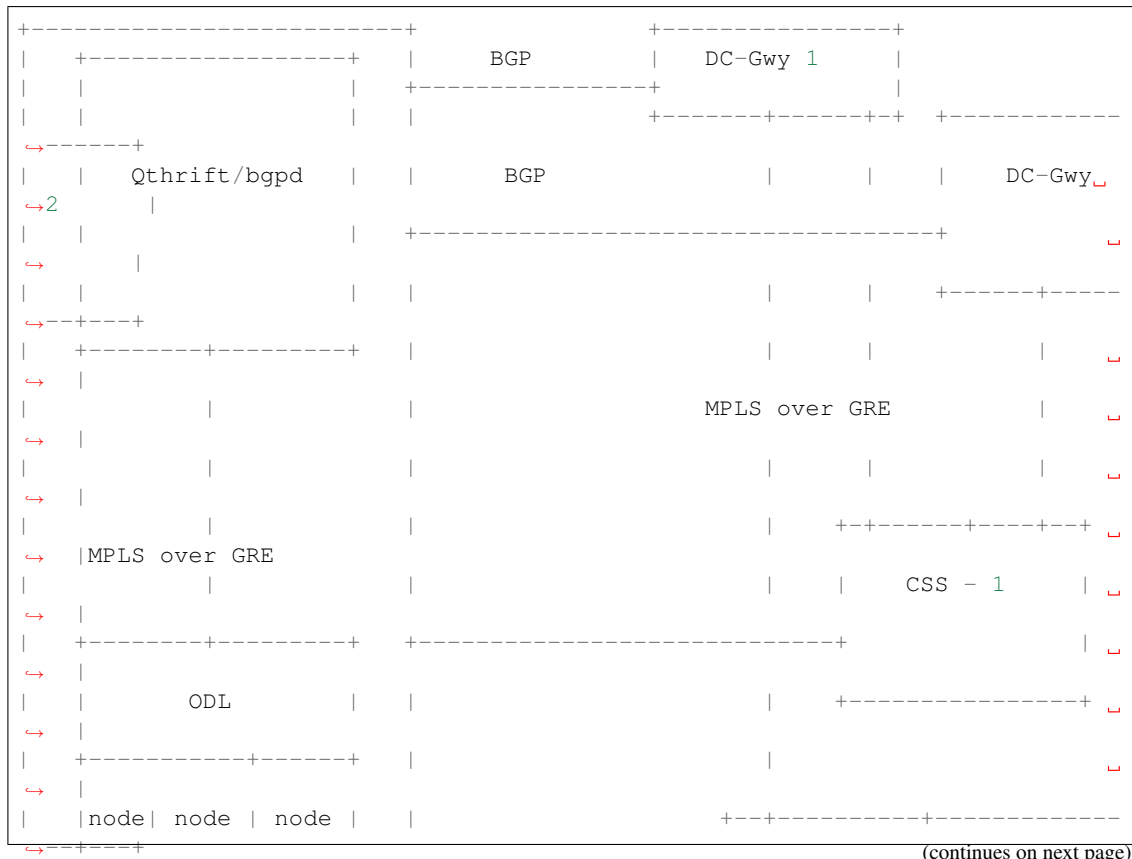 +--------------------------+                +----------------+
|   +------------------+   |     BGP        |   DC-Gwy 1     |
|   |                  |   +----------------+                |
|   |                  |   |                +-------+------+-+  +------------
↪------+
|   |   Qthrift/bgpd   |   |      BGP               |      |    |    DC-Gwy␣
↪2       |
|   |                  |   +-----------------------------------+            ␣
↪      |
|   |                  |   |                        |      |    +------+-----
↪--+---+
|   +--------+---------+   |                        |      |           |    ␣
↪  |
|            |             |                    MPLS over GRE          |    ␣
↪  |
|            |             |                        |      |           |    ␣
↪  |
|            |             |                        |    +-+------+----+--+ ␣
↪  |MPLS over GRE
|            |             |                        |    |    CSS - 1     | ␣
↪  |
|   +--------+---------+   +-----------------------------+                | ␣
↪  |
|   |       ODL        |   |                        |    +----------------+ ␣
↪  |
|   +-----------+------+   |                        |                       ␣
↪  |
|   |node| node | node |   |                     +--+----------+-------------
↪--+---+
(continues on next page)